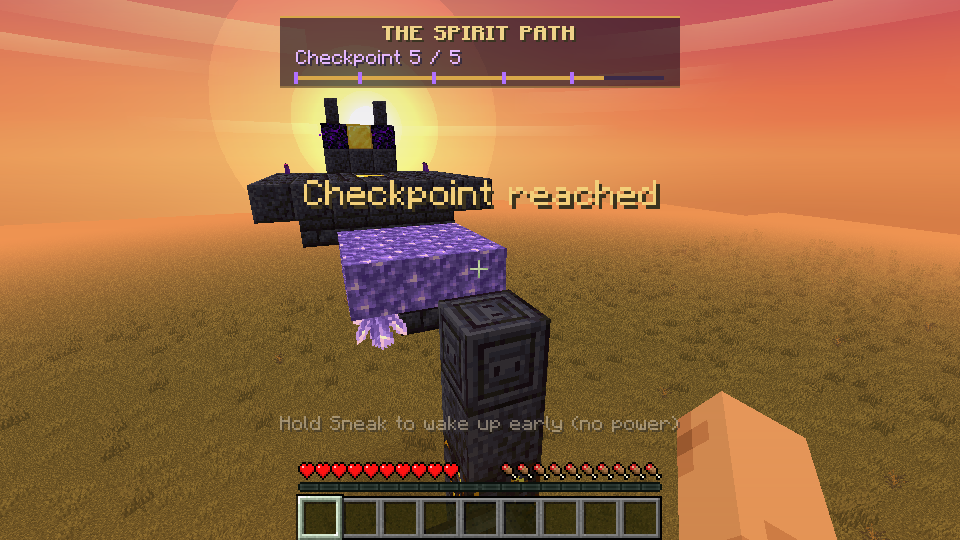 THE SPIRIT PATH
Checkpoint 5 / 5
Checkpoint reached
Hold Sneak to wake up early (no power)